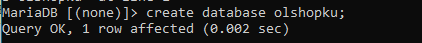 MariaDB [(none)]> create database olshopku;
Query OK, 1 row affected (0.002 sec)